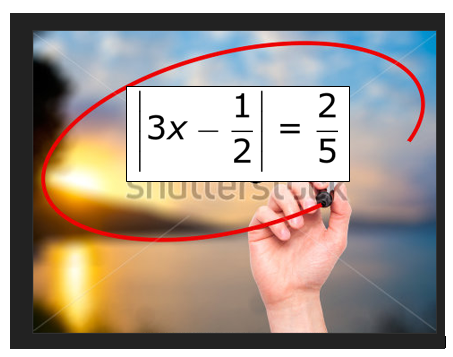 |3x − 1/2| = 2/5
shutterstock